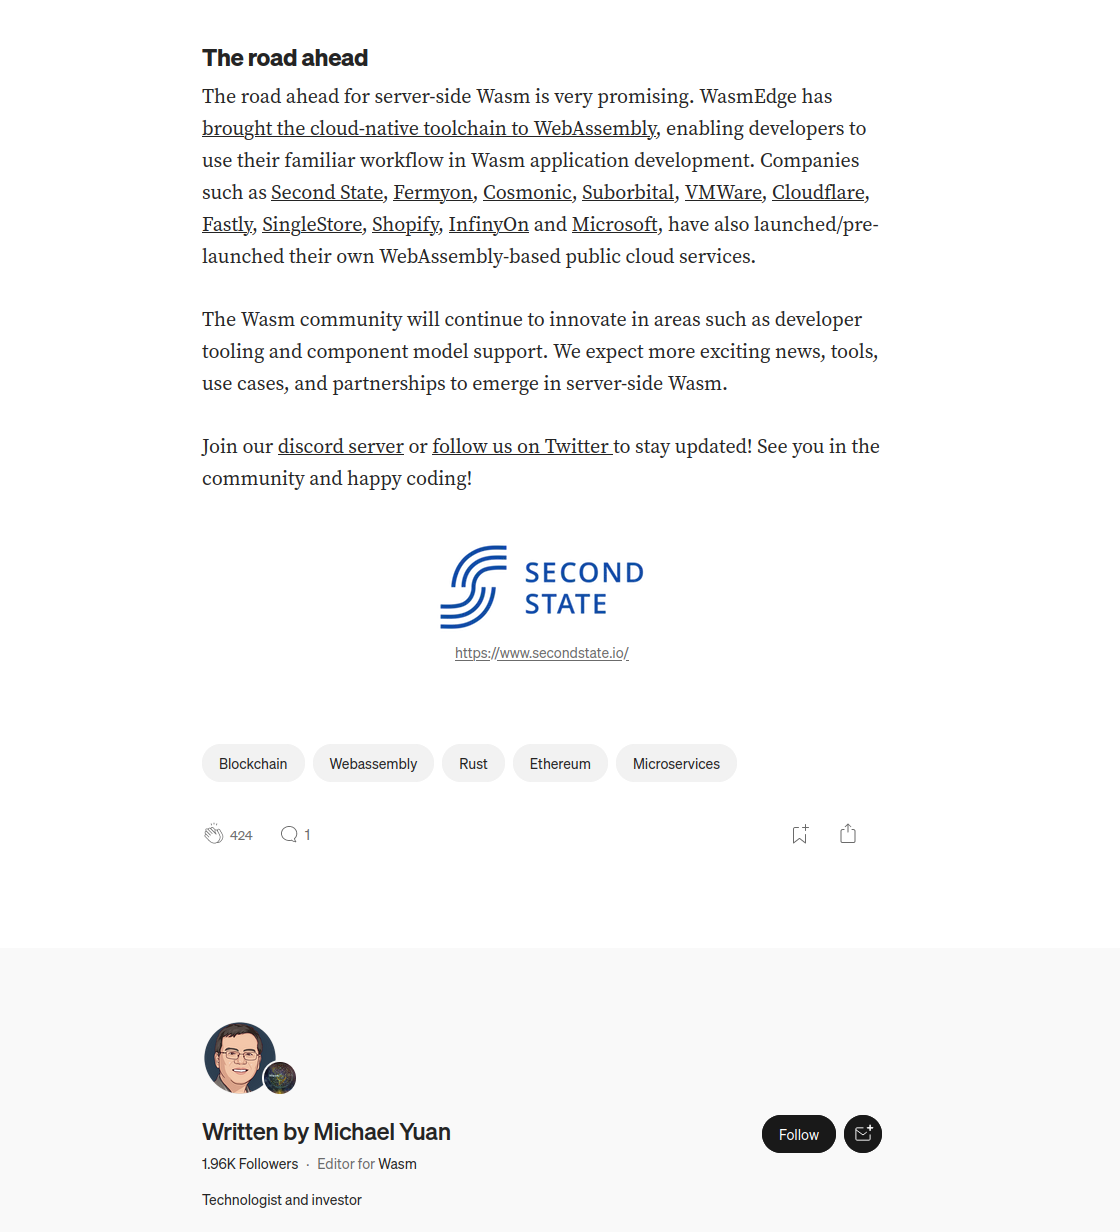 The road ahead
The road ahead for server-side Wasm is very promising. WasmEdge has
brought the cloud-native toolchain to WebAssembly, enabling developers to
use their familiar workflow in Wasm application development. Companies
such as Second State, Fermyon, Cosmonic, Suborbital, VMWare, Cloudflare,
Fastly, SingleStore, Shopify, InfinyOn and Microsoft, have also launched/pre-
launched their own WebAssembly-based public cloud services.
The Wasm community will continue to innovate in areas such as developer
tooling and component model support. We expect more exciting news, tools,
use cases, and partnerships to emerge in server-side Wasm.
Join our discord server or follow us on Twitter to stay updated! See you in the
community and happy coding!
SECOND
STATE
https://www.secondstate.io/
Blockchain Webassembly Rust Ethereum Microservices
424 1
Written by Michael Yuan
Follow
1.96K Followers · Editor for Wasm
Technologist and investor